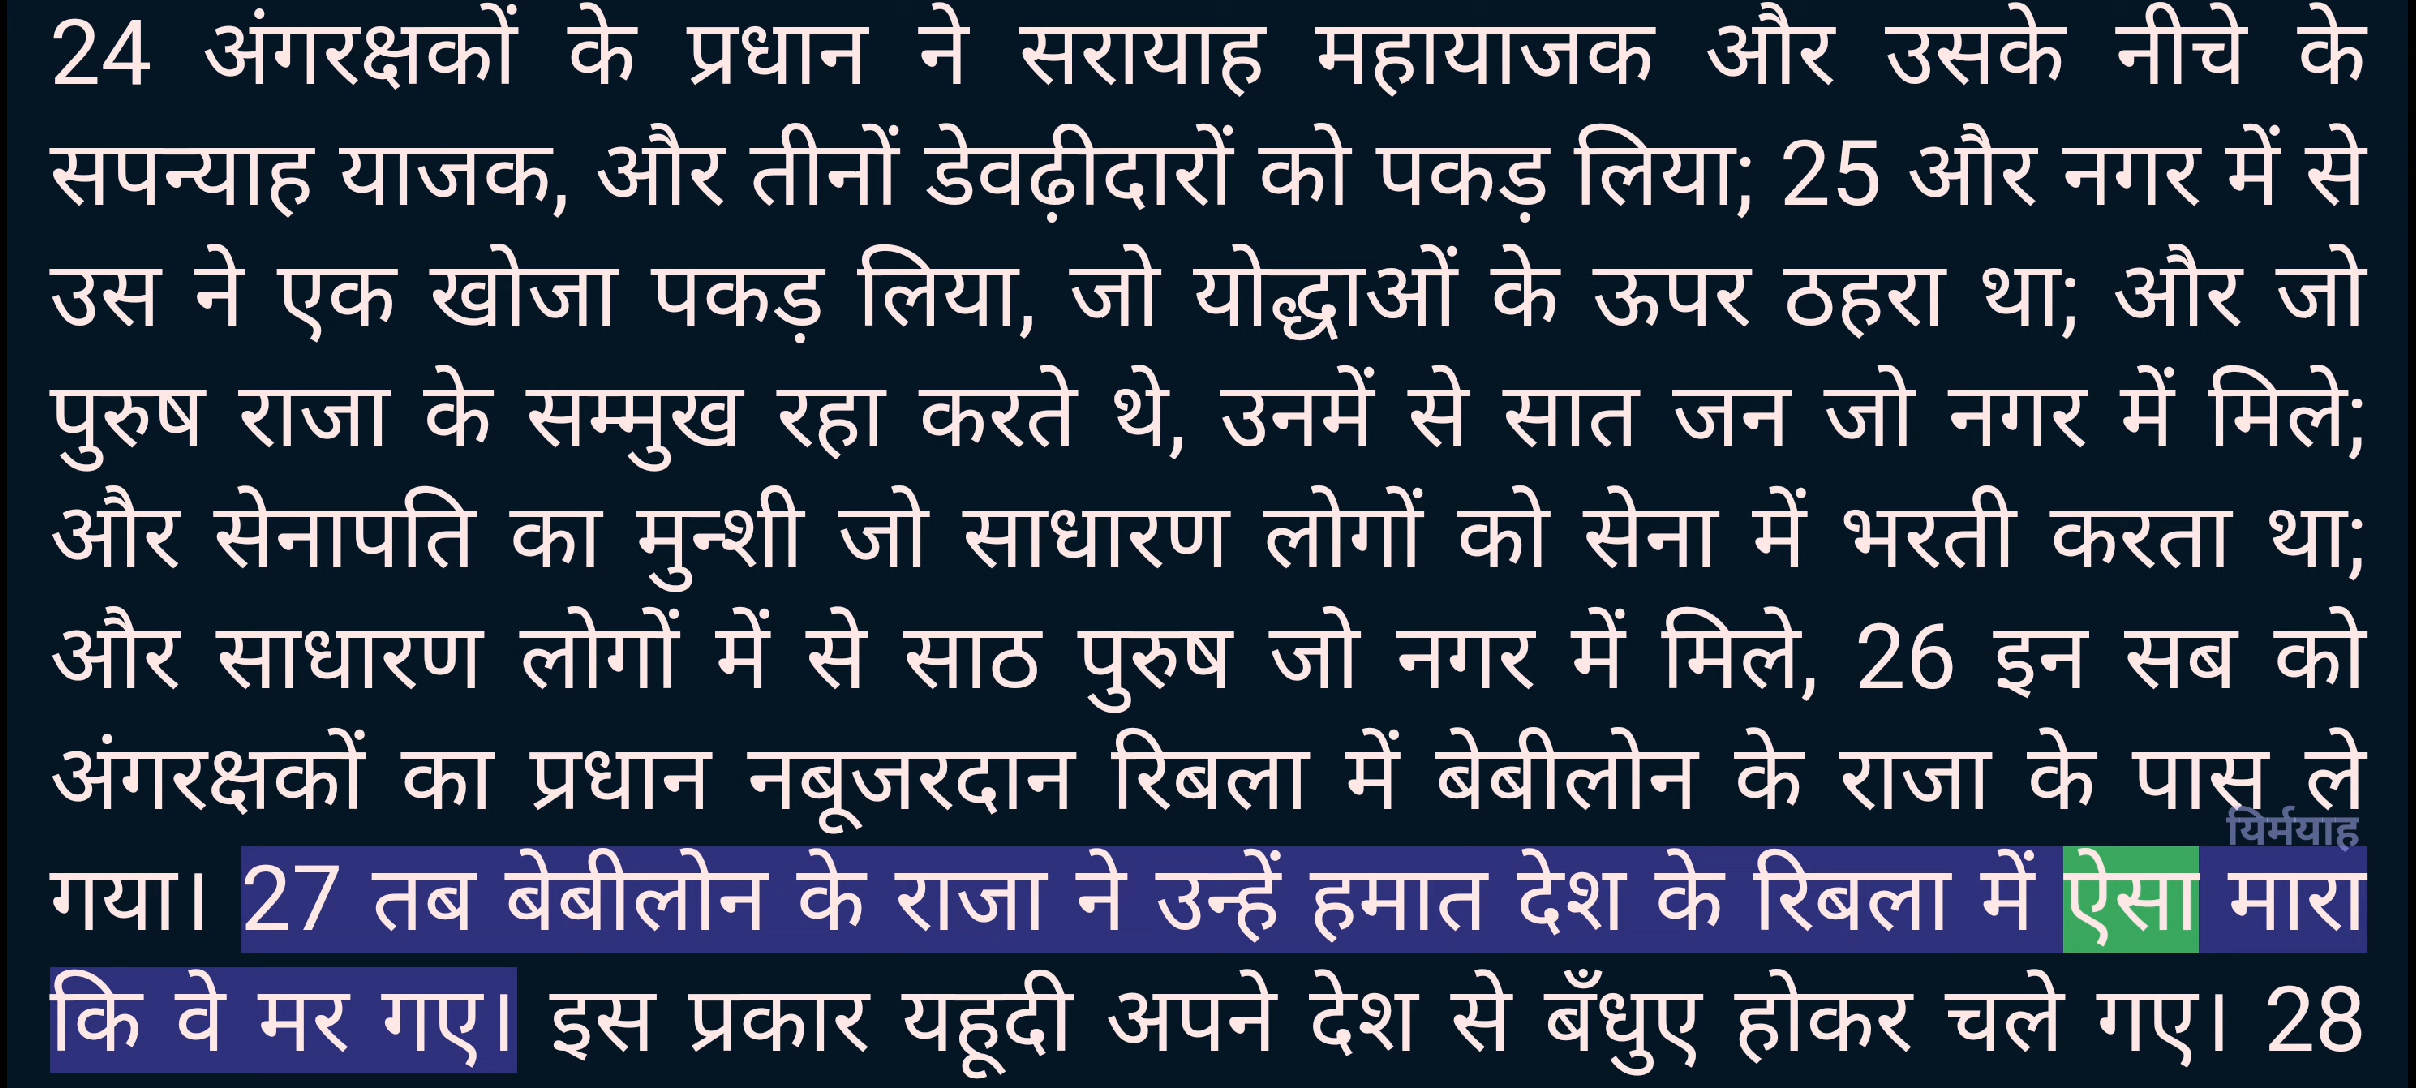 24 अंगरक्षकों के प्रधान ने सरायाह महायाजक और उसके नीचे के
सपन्याह याजक, और तीनों डेवढ़ीदारों को पकड़ लिया; 25 और नगर में से
उस ने एक खोजा पकड़ लिया, जो योद्धाओं के ऊपर ठहरा था; और जो
पुरुष राजा के सम्मुख रहा करते थे, उनमें से सात जन जो नगर में मिले;
और सेनापति का मुन्शी जो साधारण लोगों को सेना में भरती करता था;
और साधारण लोगों में से साठ पुरुष जो नगर में मिले, 26 इन सब को
अंगरक्षकों का प्रधान नबूजरदान रिबला में बेबीलोन के राजा के पास ले
यिर्मयाह
गया। 27 तब बेबीलोन के राजा ने उन्हें हमात देश के रिबला में ऐसा मारा
कि वे मर गए। इस प्रकार यहूदी अपने देश से बँधुए होकर चले गए। 28